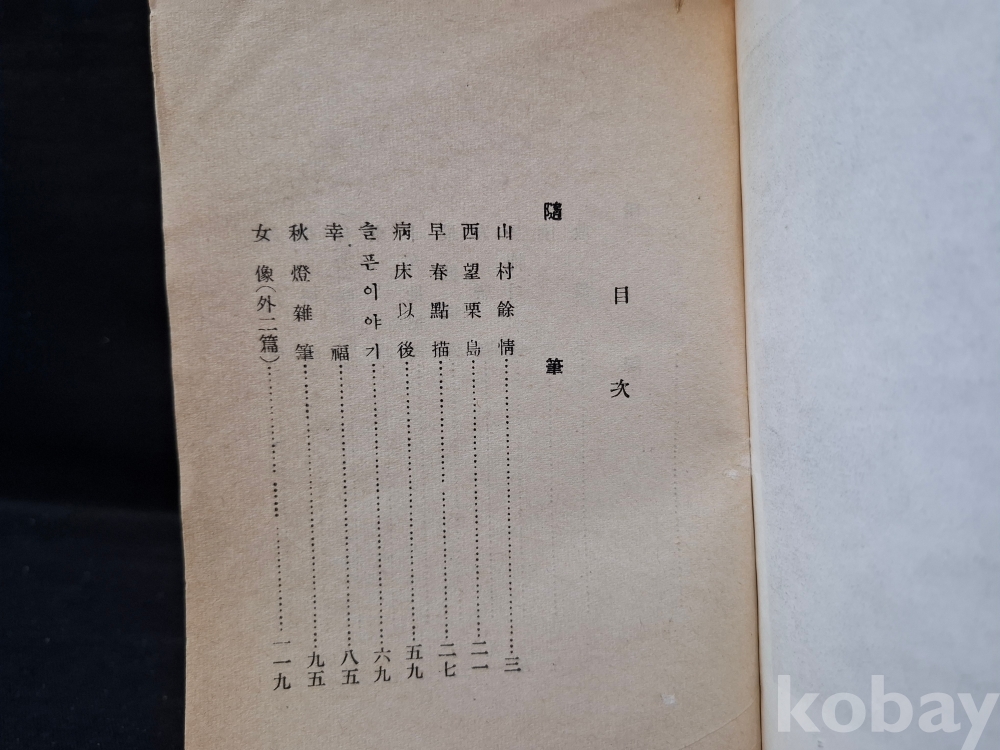 目次
隨筆
山村餘情……三
西望栗島……二一
早春點描……二七
病床以後……五九
슬픈이야기……六九
幸福……八五
秋燈雜筆……九五
女像(外二篇)……一一九
kobay